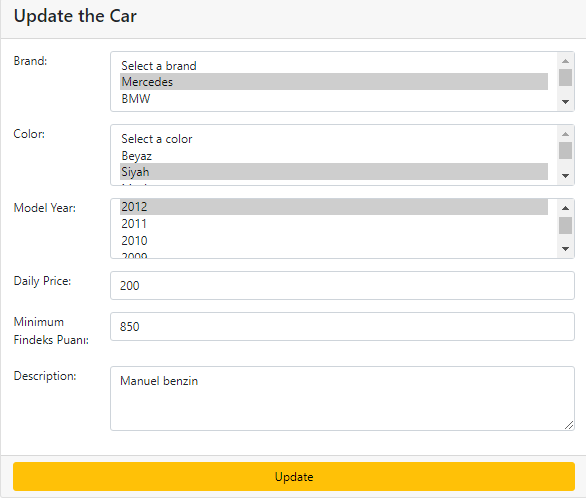 Update the Car
Brand:
Select a brand
Mercedes
BMW
Color:
Select a color
Beyaz
Siyah
Model Year:
2012
2011
2010
2009
Daily Price:
200
Minimum
Findeks Puanı:
850
Description:
Manuel benzin
Update